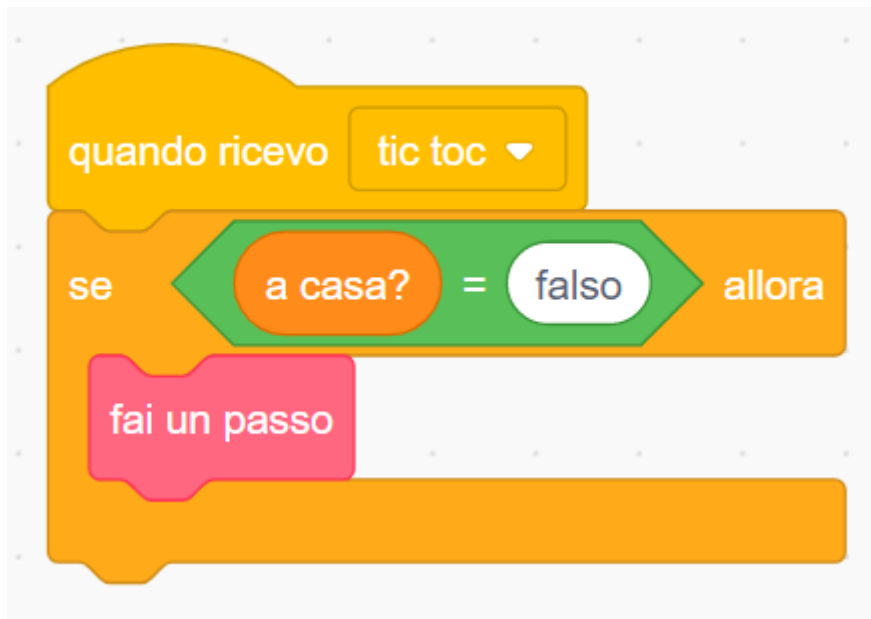 quando ricevo tic toc
se a casa? = falso allora
fai un passo